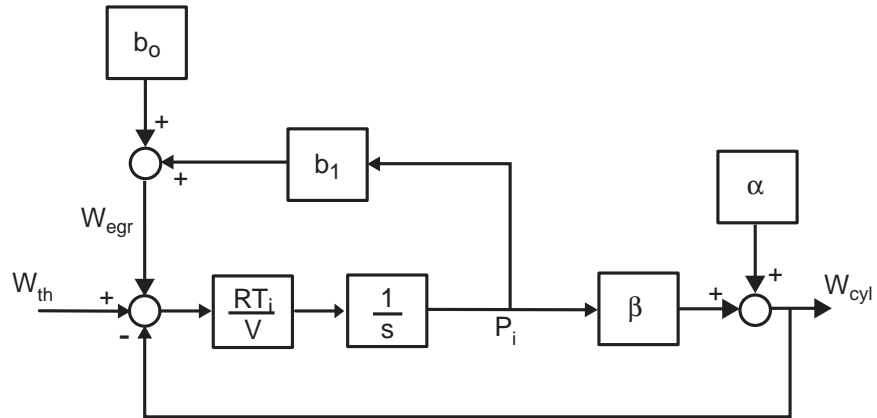 b₀
+
+
b₁
α
W_egr
+
W_th
+
RT_i
V
1
s
P_i
β
+
W_cyl
-